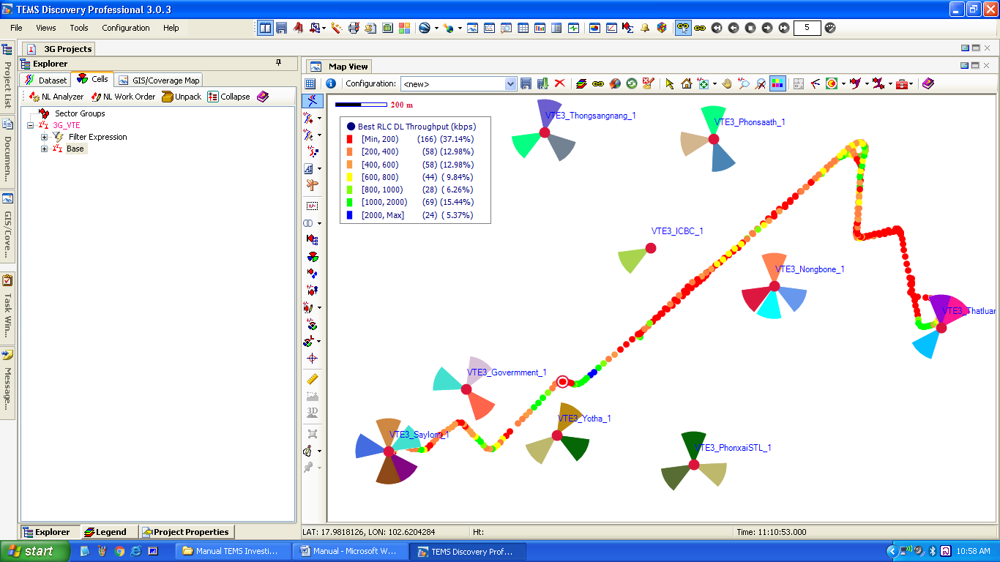 TEMS Discovery Professional 3.0.3
File Views Tools Configuration Help
5
3G Projects
Explorer
Map View
Dataset Cells GIS/Coverage Map
Configuration: <new>
NL Analyzer NL Work Order Unpack Collapse
Sector Groups
3G_VTE
Filter Expression
Base
Project List
Documen...
GIS/Cove...
Task Win...
Message...
3D
200 m
Best RLC DL Throughput (kbps)
[Min, 200) (166) (37.14%)
[200, 400) (58) (12.98%)
[400, 600) (58) (12.98%)
[600, 800) (44) ( 9.84%)
[800, 1000) (28) ( 6.26%)
[1000, 2000) (69) (15.44%)
[2000, Max] (24) ( 5.37%)
VTE3_Thongsangnang_1
VTE3_Phonsaath_1
VTE3_ICBC_1
VTE3_Nongbone_1
VTE3_Thatluan
VTE3_Government_1
VTE3_Yotha_1
VTE3_Saylom_1
VTE3_PhonxaiSTL_1
Explorer Legend Project Properties
LAT: 17.9818126, LON: 102.6204284 Ht: Time: 11:10:53.000
start Manual TEMS Investi... Manual - Microsoft W... TEMS Discovery Prof... 10:58 AM